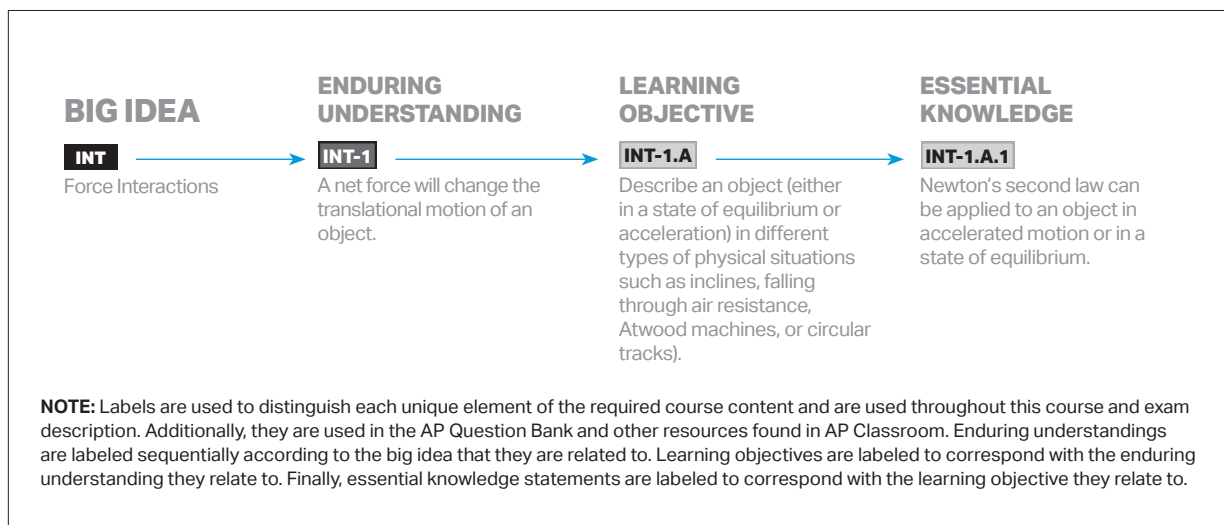 BIG IDEA
INT
Force Interactions
ENDURING
UNDERSTANDING
INT-1
A net force will change the
translational motion of an
object.
LEARNING
OBJECTIVE
INT-1.A
Describe an object (either
in a state of equilibrium or
acceleration) in different
types of physical situations
such as inclines, falling
through air resistance,
Atwood machines, or circular
tracks).
ESSENTIAL
KNOWLEDGE
INT-1.A.1
Newton’s second law can
be applied to an object in
accelerated motion or in a
state of equilibrium.
NOTE: Labels are used to distinguish each unique element of the required course content and are used throughout this course and exam
description. Additionally, they are used in the AP Question Bank and other resources found in AP Classroom. Enduring understandings
are labeled sequentially according to the big idea that they are related to. Learning objectives are labeled to correspond with the enduring
understanding they relate to. Finally, essential knowledge statements are labeled to correspond with the learning objective they relate to.